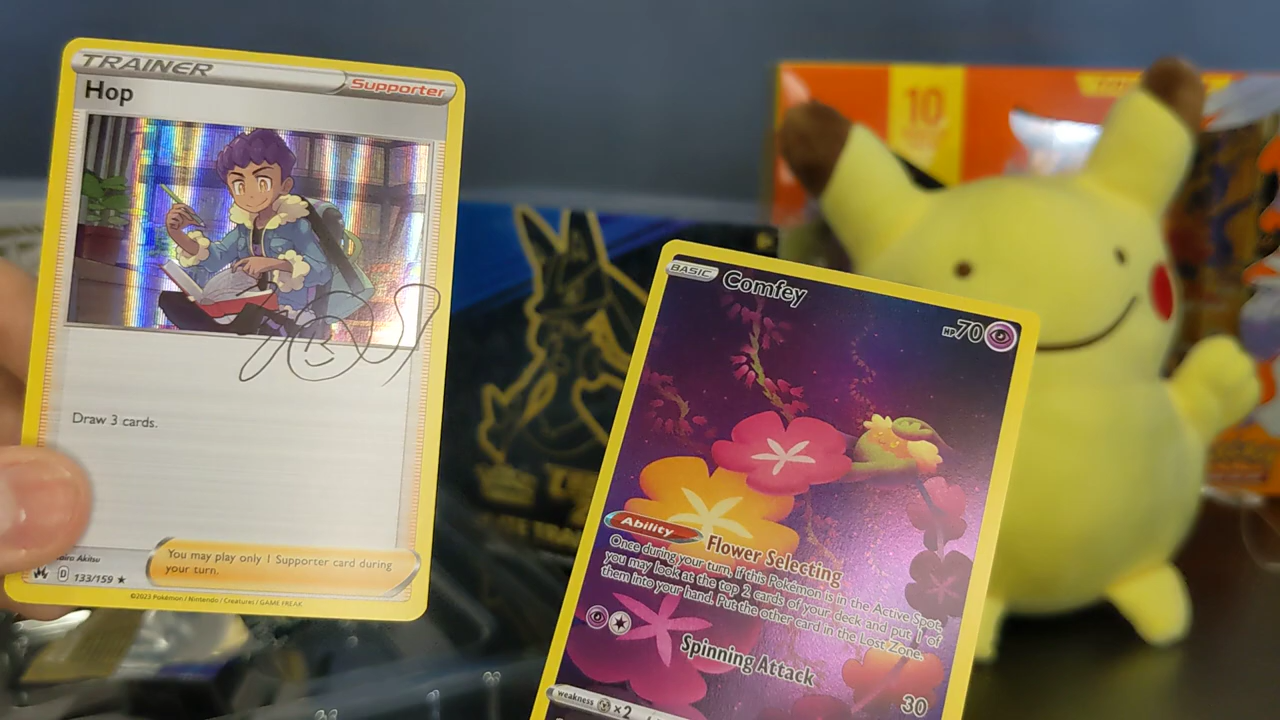 TRAINER
Supporter
Hop
Draw 3 cards.
Akitsu
You may play only 1 Supporter card during
your turn.
D 133/159 ★
©2023 Pokémon / Nintendo / Creatures / GAME FREAK
10
BASIC
Comfey
HP 70
Ability
Flower Selecting
Once during your turn, if this Pokémon is in the Active Spot,
you may look at the top 2 cards of your deck and put 1 of
them into your hand. Put the other card in the Lost Zone.
Spinning Attack
30
weakness
×2